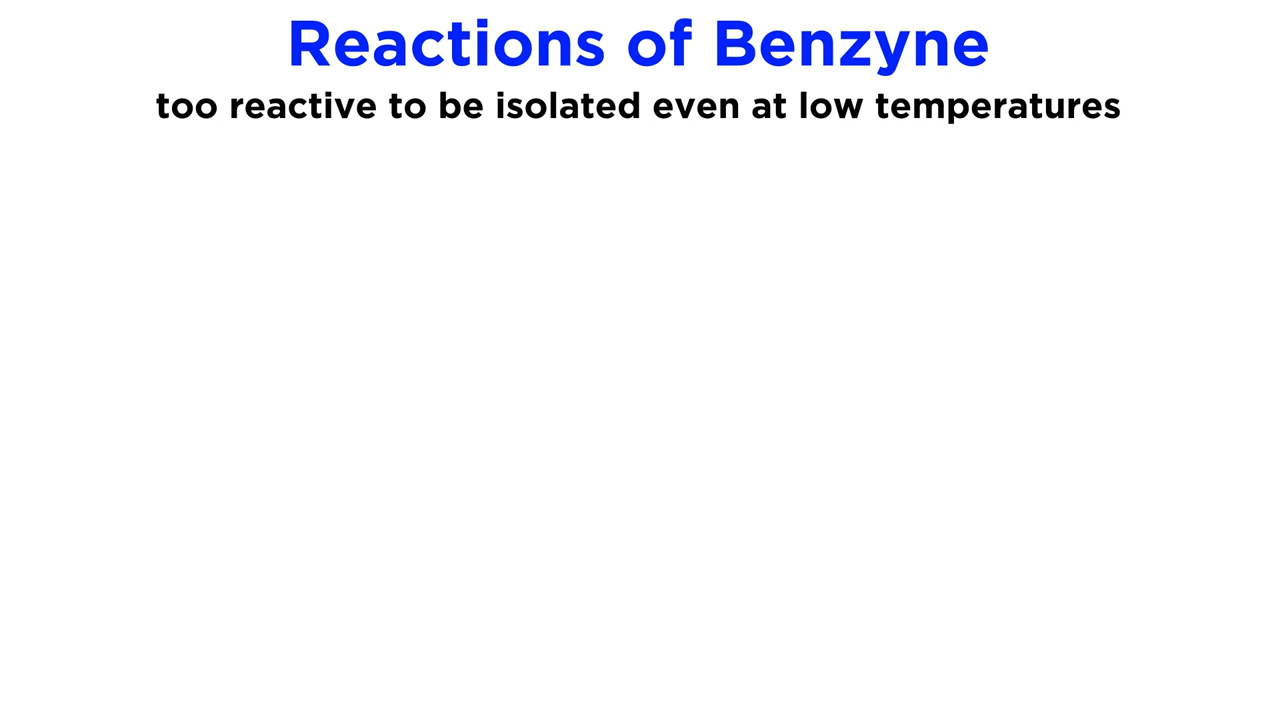 Reactions of Benzyne
too reactive to be isolated even at low temperatures